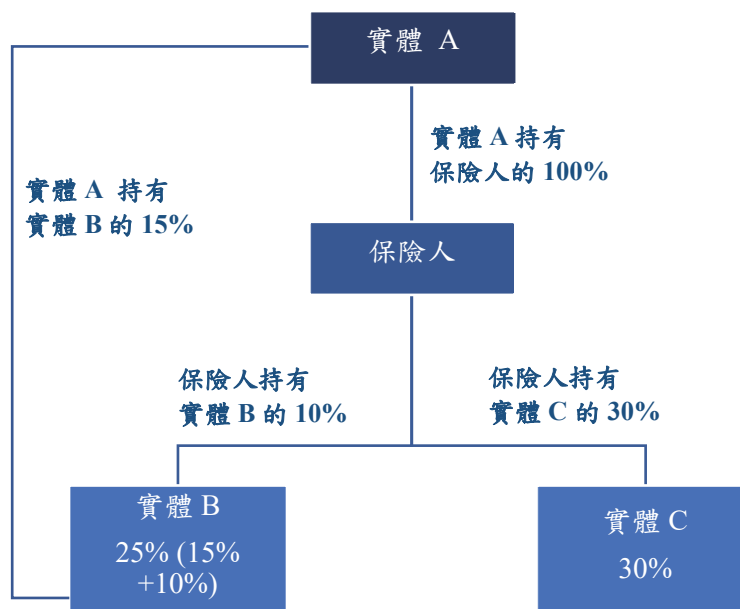 實體 A
實體 A 持有
保險人的 100%
實體 A 持有
實體 B 的 15%
保險人
保險人持有
實體 B 的 10%
保險人持有
實體 C 的 30%
實體 B
25% (15%
+10%)
實體 C
30%